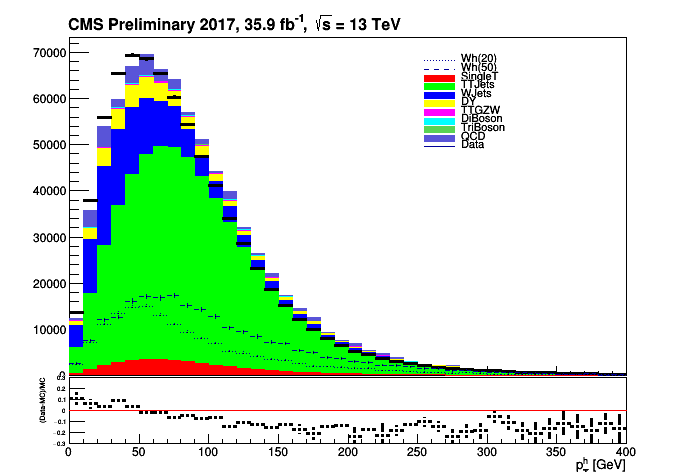 CMS Preliminary 2017, 35.9 fb⁻¹, √s = 13 TeV
70000
60000
50000
40000
30000
20000
10000
0
Wh(20)
Wh(50)
SingleT
TTJets
WJets
DY
TTGZW
DiBoson
TriBoson
QCD
Data
(Data-MC)/MC
0.3
0.2
0.1
0
-0.1
-0.2
-0.3
0 50 100 150 200 250 300 350 400
[GeV]